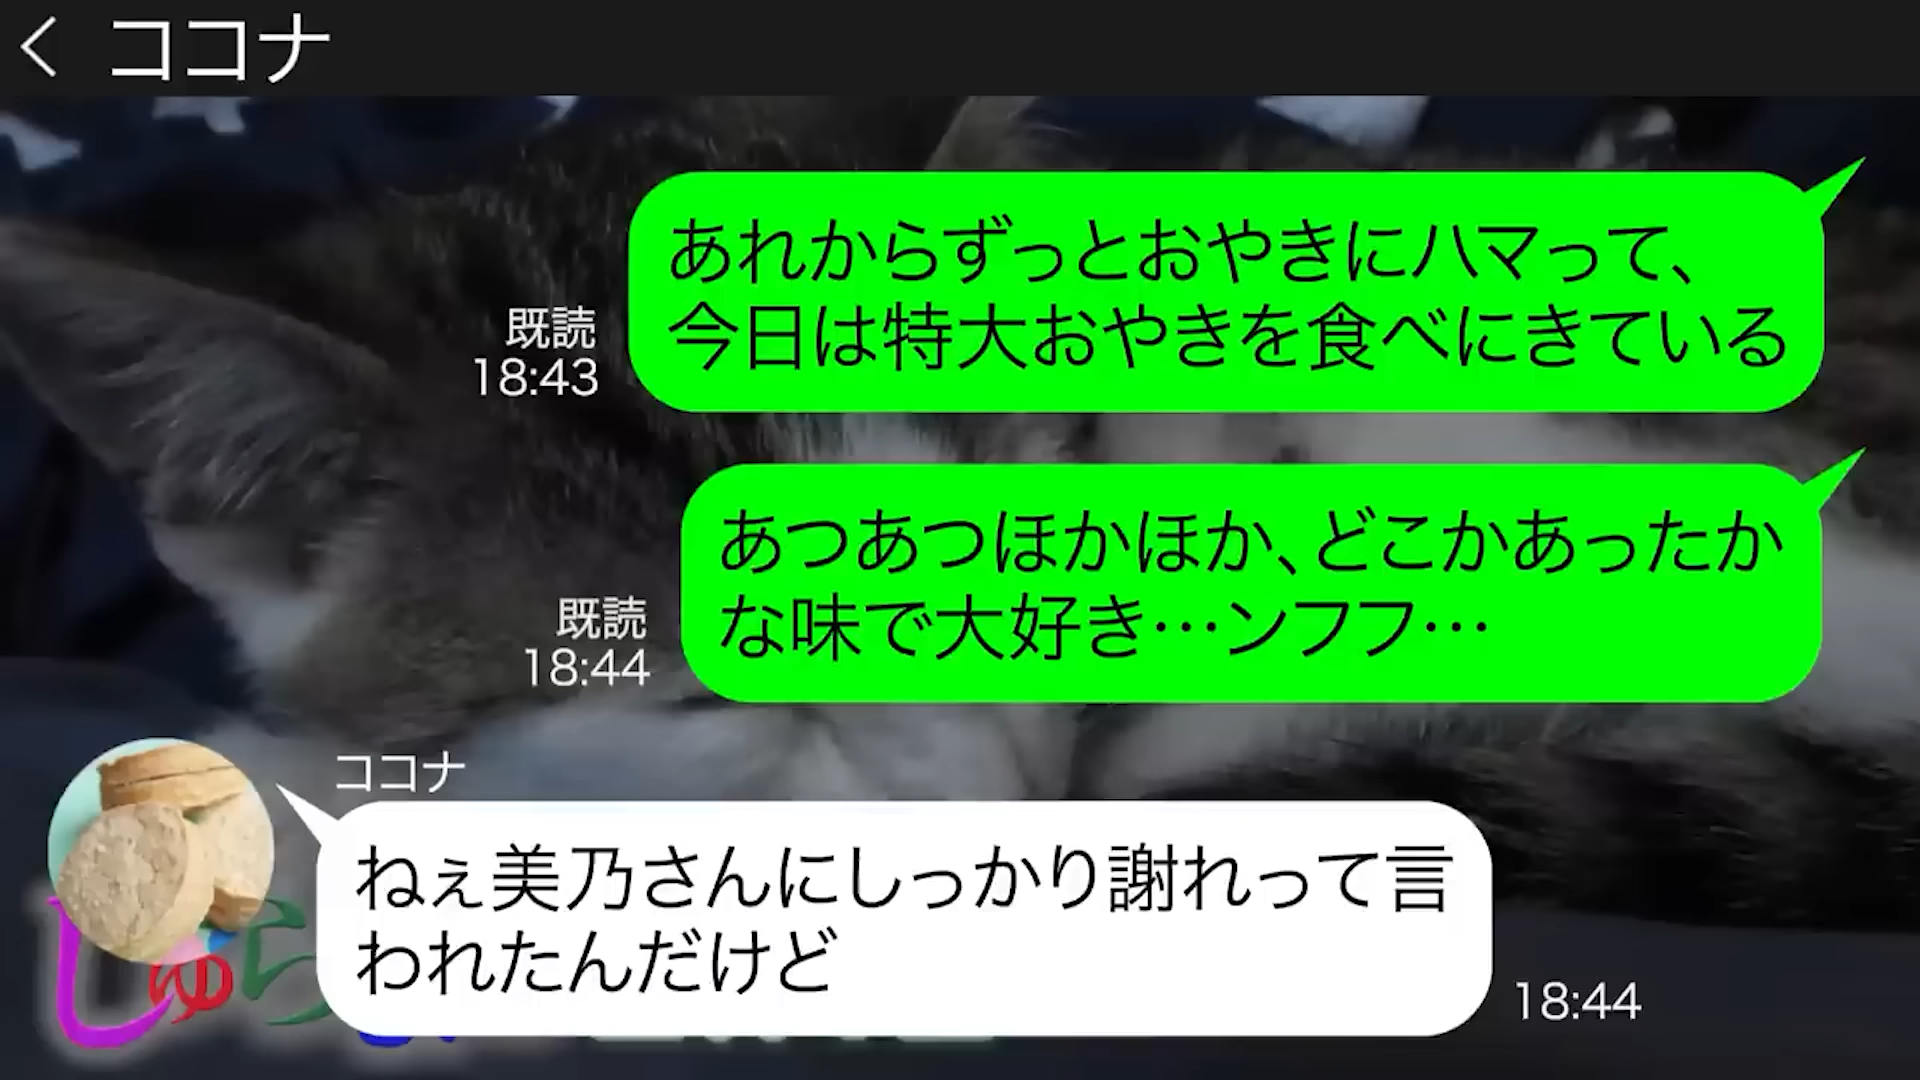 ココナ
あれからずっとおやきにハマって、
今日は特大おやきを食べにきている
既読
18:43
あつあつほかほか、どこかあったか
な味で大好き…ンフフ…
既読
18:44
ココナ
ねぇ美乃さんにしっかり謝れって言
われたんだけど
18:44
しゅら